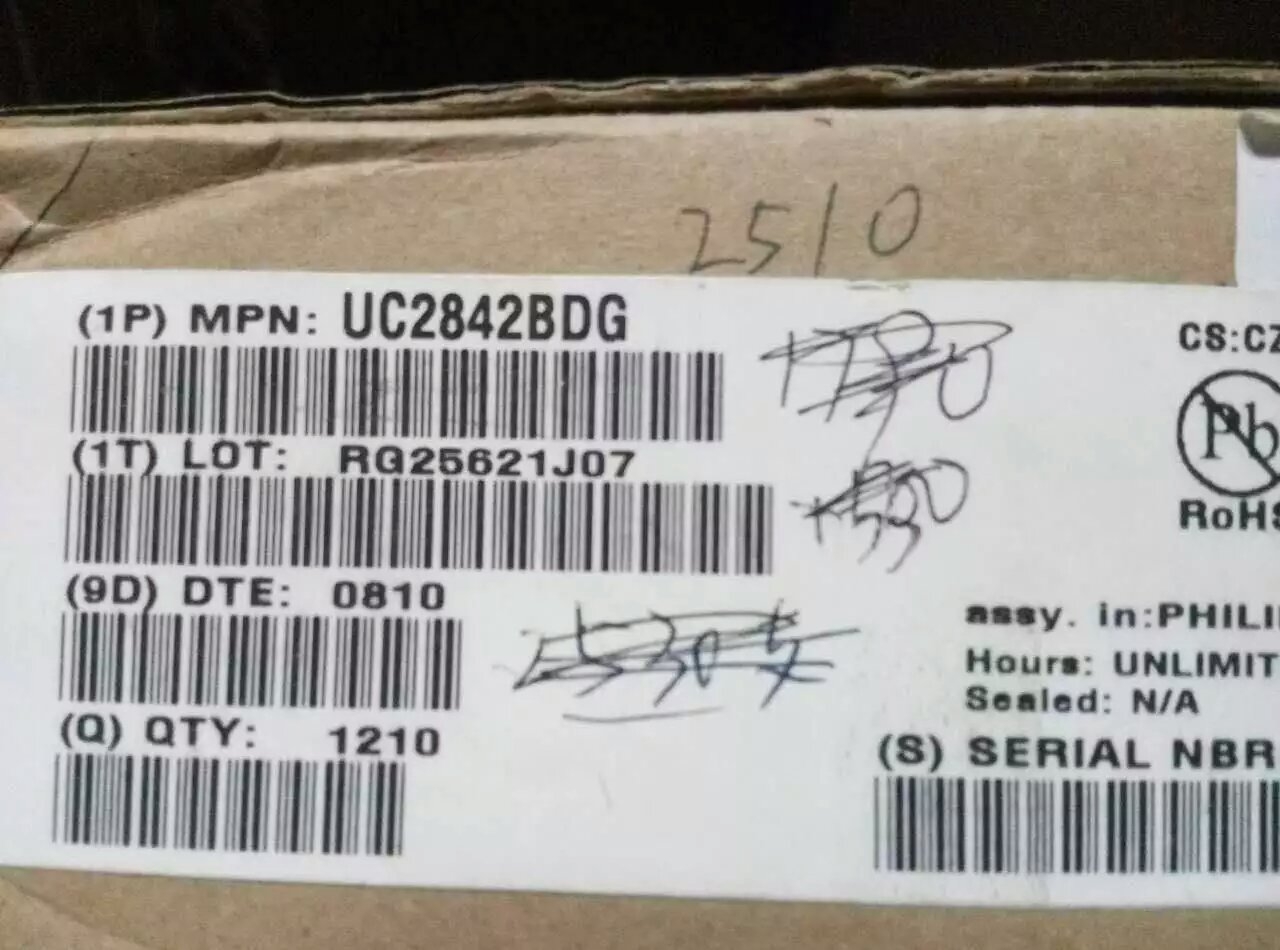 2510
(1P) MPN: UC2842BDG
CS:CZ
Pb
(1T) LOT: RG25621J07
RoHS
(9D) DTE: 0810
assy. in:PHILI
Hours: UNLIMIT
Sealed: N/A
(Q) QTY: 1210
(S) SERIAL NBR